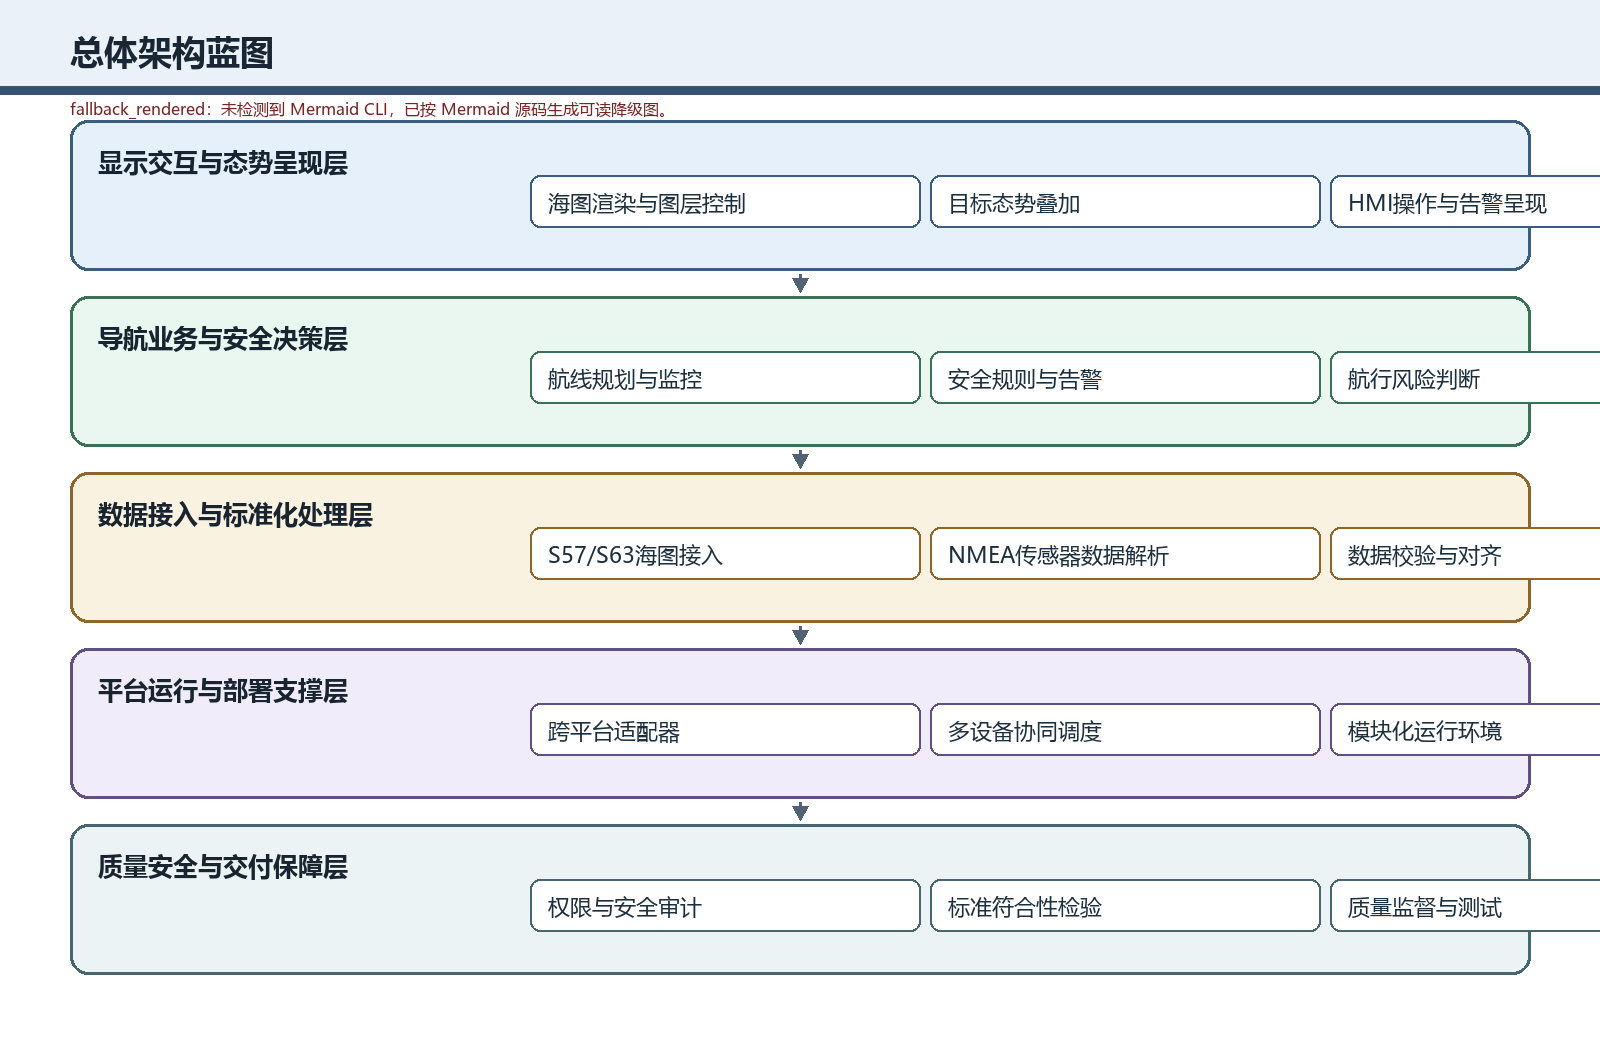 总体架构蓝图
fallback_rendered：未检测到 Mermaid CLI，已按 Mermaid 源码生成可读降级图。
显示交互与态势呈现层
海图渲染与图层控制
目标态势叠加
HMI操作与告警呈现
导航业务与安全决策层
航线规划与监控
安全规则与告警
航行风险判断
数据接入与标准化处理层
S57/S63海图接入
NMEA传感器数据解析
数据校验与对齐
平台运行与部署支撑层
跨平台适配器
多设备协同调度
模块化运行环境
质量安全与交付保障层
权限与安全审计
标准符合性检验
质量监督与测试